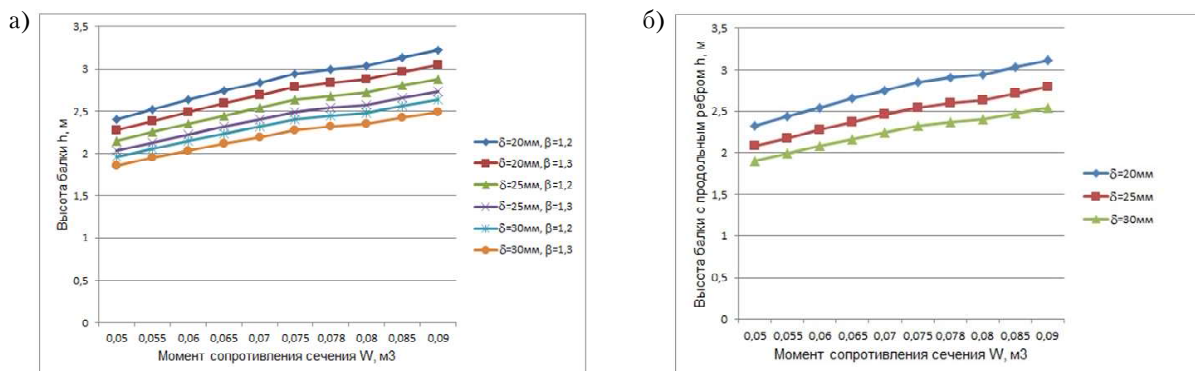 а)
Высота балки h, м
3,5
3
2,5
2
1,5
1
0,5
0
0,05 0,055 0,06 0,065 0,07 0,075 0,078 0,08 0,085 0,09
Момент сопротивления сечения W, м3
δ=20мм, β=1,2
δ=20мм, β=1,3
δ=25мм, β=1,2
δ=25мм, β=1,3
δ=30мм, β=1,2
δ=30мм, β=1,3
б)
Высота балки с продольным ребром h, м
3,5
3
2,5
2
1,5
1
0,5
0
0,05 0,055 0,06 0,065 0,07 0,075 0,078 0,08 0,085 0,09
Момент сопротивления сечения W, м3
δ=20мм
δ=25мм
δ=30мм